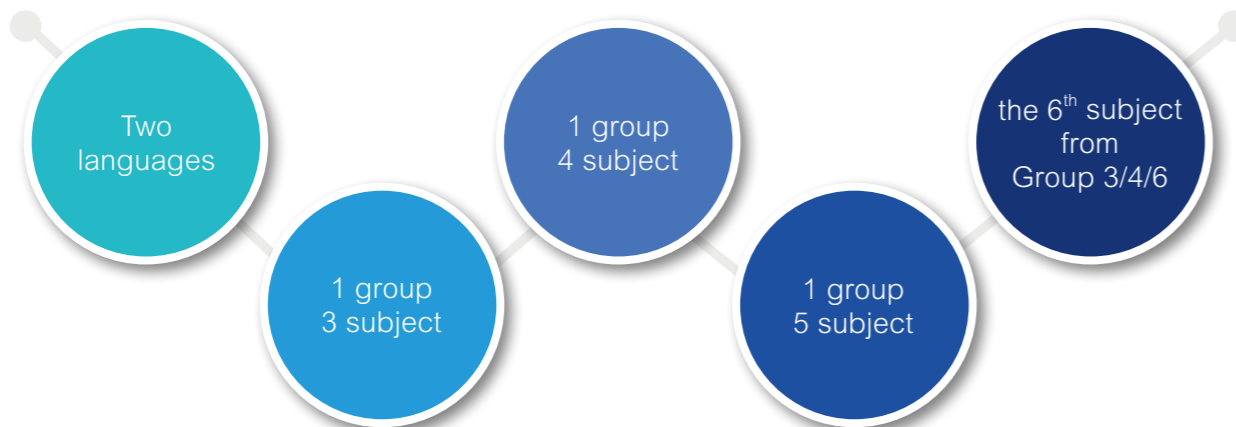 Two
languages
1 group
3 subject
1 group
4 subject
1 group
5 subject
the 6th subject
from
Group 3/4/6